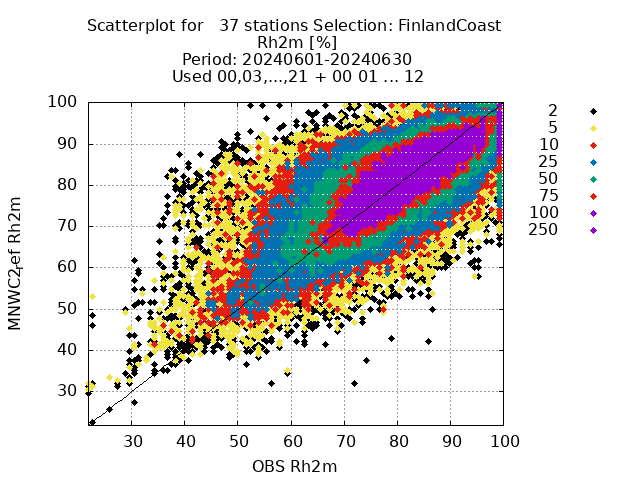 Scatterplot for   37 stations Selection: FinlandCoast
Rh2m [%]
Period: 20240601-20240630
Used 00,03,...,21 + 00 01 ... 12
MNWC2,ef Rh2m
100
90
80
70
60
50
40
30
30 40 50 60 70 80 90 100
OBS Rh2m
2
5
10
25
50
75
100
250